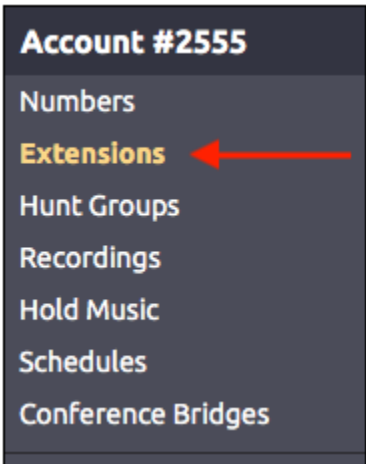 Account #2555
Numbers
Extensions
Hunt Groups
Recordings
Hold Music
Schedules
Conference Bridges